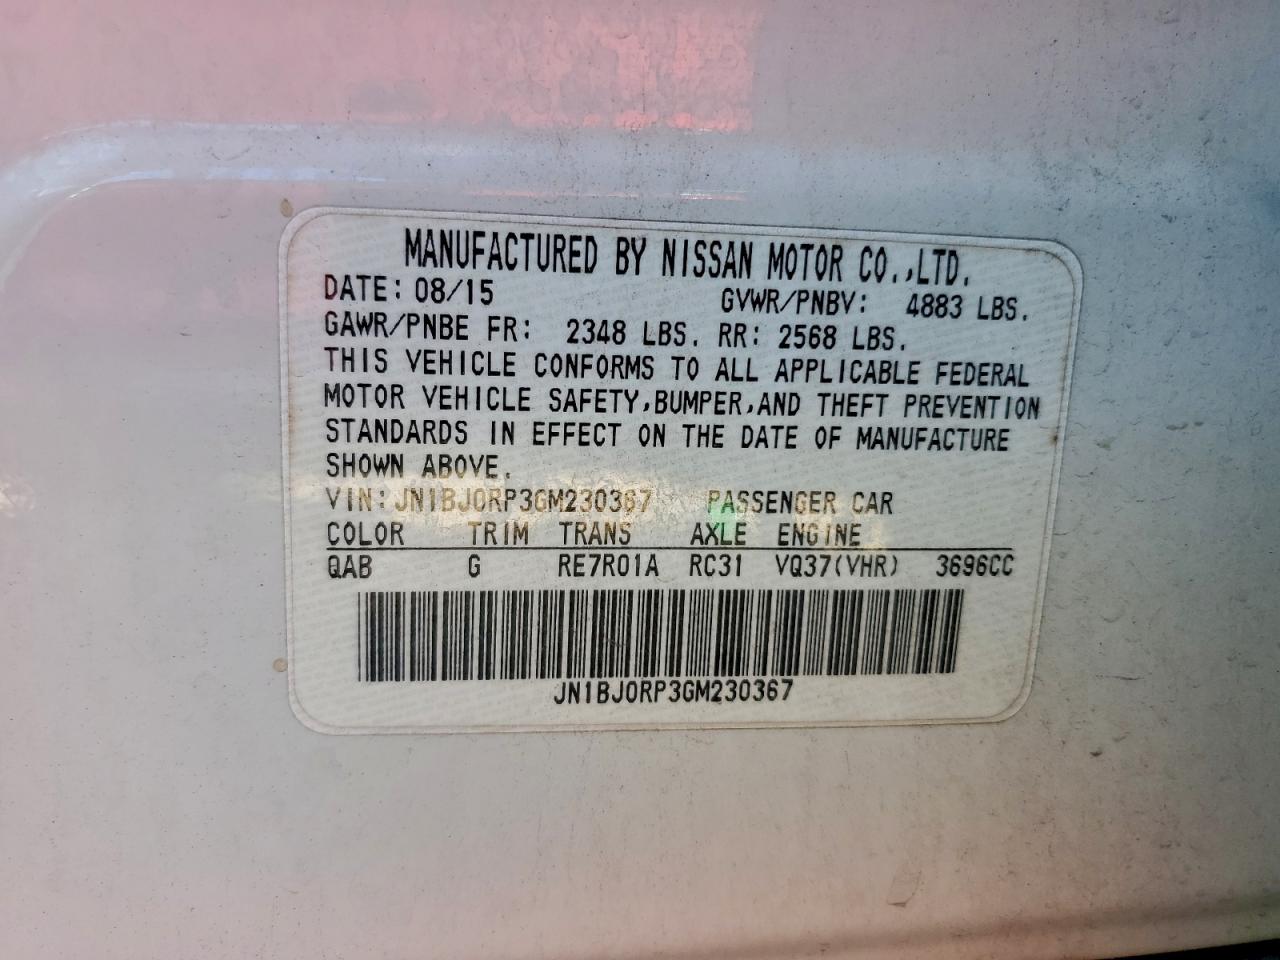 MANUFACTURED BY NISSAN MOTOR CO.,LTD.
DATE: 08/15 GVWR/PNBV: 4883 LBS.
GAWR/PNBE FR: 2348 LBS. RR: 2568 LBS.
THIS VEHICLE CONFORMS TO ALL APPLICABLE FEDERAL
MOTOR VEHICLE SAFETY,BUMPER,AND THEFT PREVENTION
STANDARDS IN EFFECT ON THE DATE OF MANUFACTURE
SHOWN ABOVE.
VIN:JN1BJ0RP3GM230367 PASSENGER CAR
COLOR TRIM TRANS AXLE ENGINE
QAB G RE7R01A RC31 VQ37(VHR) 3696CC
JN1BJ0RP3GM230367